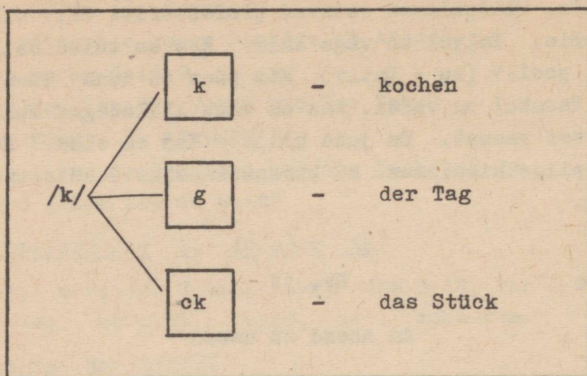 k - kochen
/k/ g - der Tag
ck - das Stück